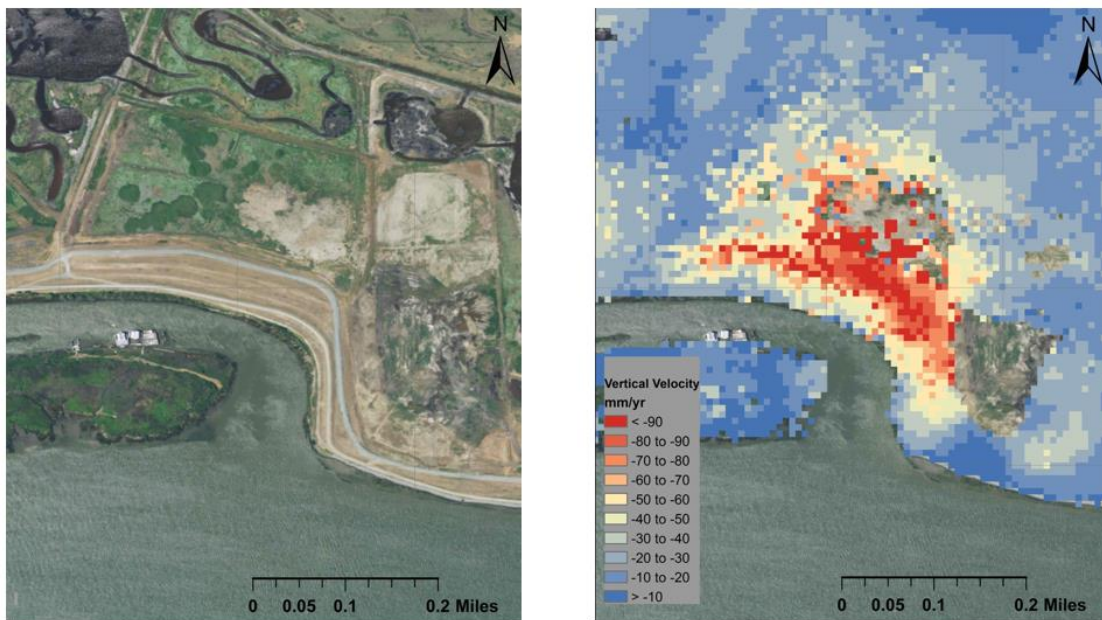 N
0 0.05 0.1 0.2 Miles
N
Vertical Velocity
mm/yr
< -90
-80 to -90
-70 to -80
-60 to -70
-50 to -60
-40 to -50
-30 to -40
-20 to -30
-10 to -20
> -10
0 0.05 0.1 0.2 Miles